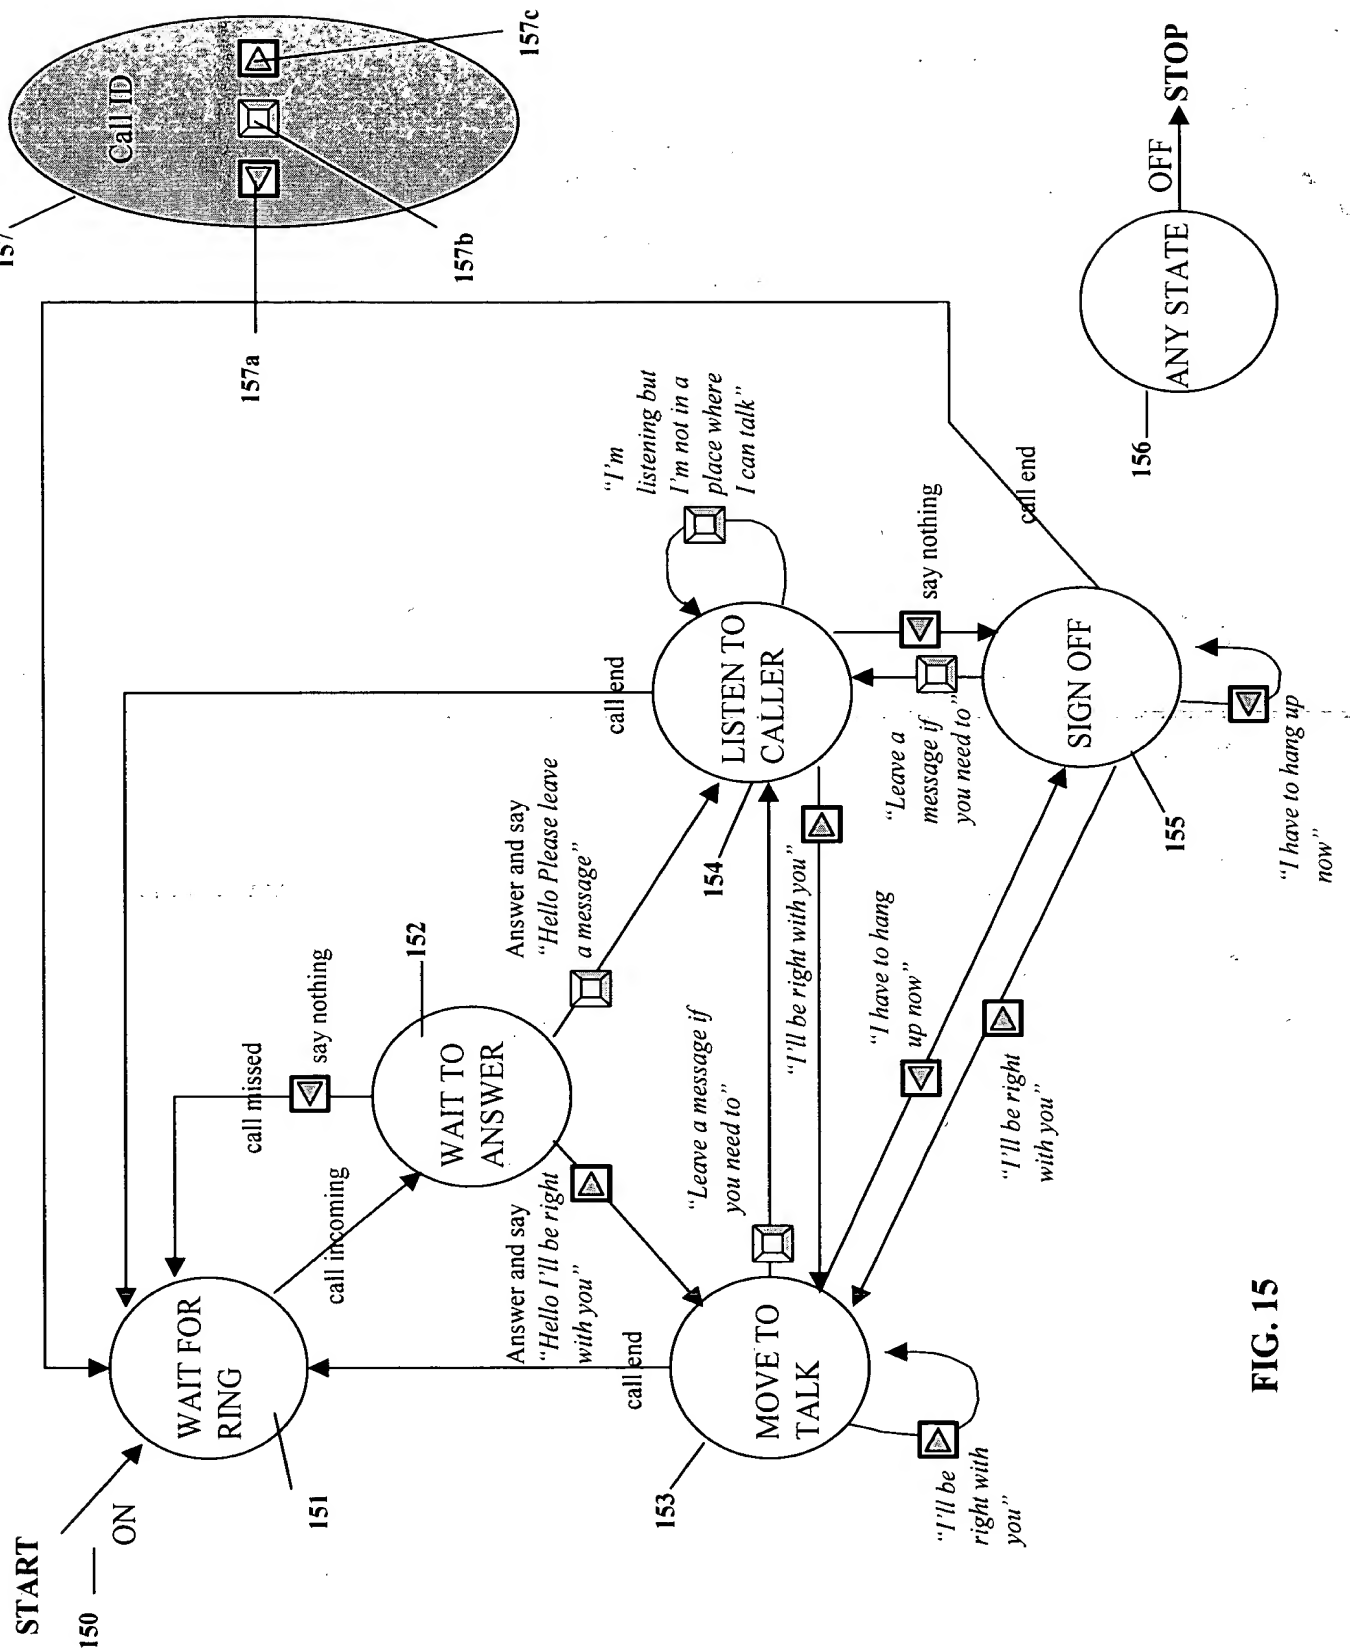 START
150
ON
WAIT FOR
RING
151
call incoming
call missed
say nothing
WAIT TO
ANSWER
152
Answer and say
“Hello I'll be right
with you”
Answer and say
“Hello Please leave
a message”
call end
call end
MOVE TO
TALK
153
“I'll be
right with
you”
“Leave a message if
you need to”
“I'll be right with you”
LISTEN TO
CALLER
154
“I'm
listening but
I'm not in a
place where
I can talk”
say nothing
“Leave a
message if
you need to”
“I have to hang
up now”
“I'll be right
with you”
SIGN OFF
155
“I have to hang up
now”
call end
ANY STATE
156
OFF
STOP
157
Call ID
157a
157b
157c
FIG. 15